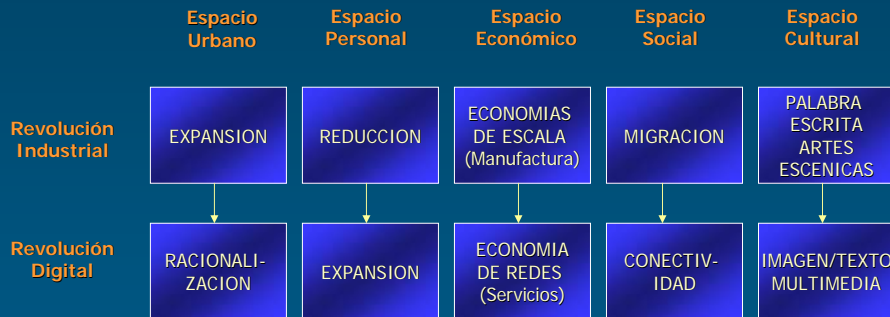 Espacio Urbano
Espacio Personal
Espacio Económico
Espacio Social
Espacio Cultural
Revolución
Industrial
EXPANSION
REDUCCION
ECONOMIAS
DE ESCALA
(Manufactura)
MIGRACION
PALABRA
ESCRITA
ARTES
ESCENICAS
Revolución
Digital
RACIONALI-
ZACION
EXPANSION
ECONOMIA
DE REDES
(Servicios)
CONECTIV-
IDAD
IMAGEN/TEXTO
MULTIMEDIA